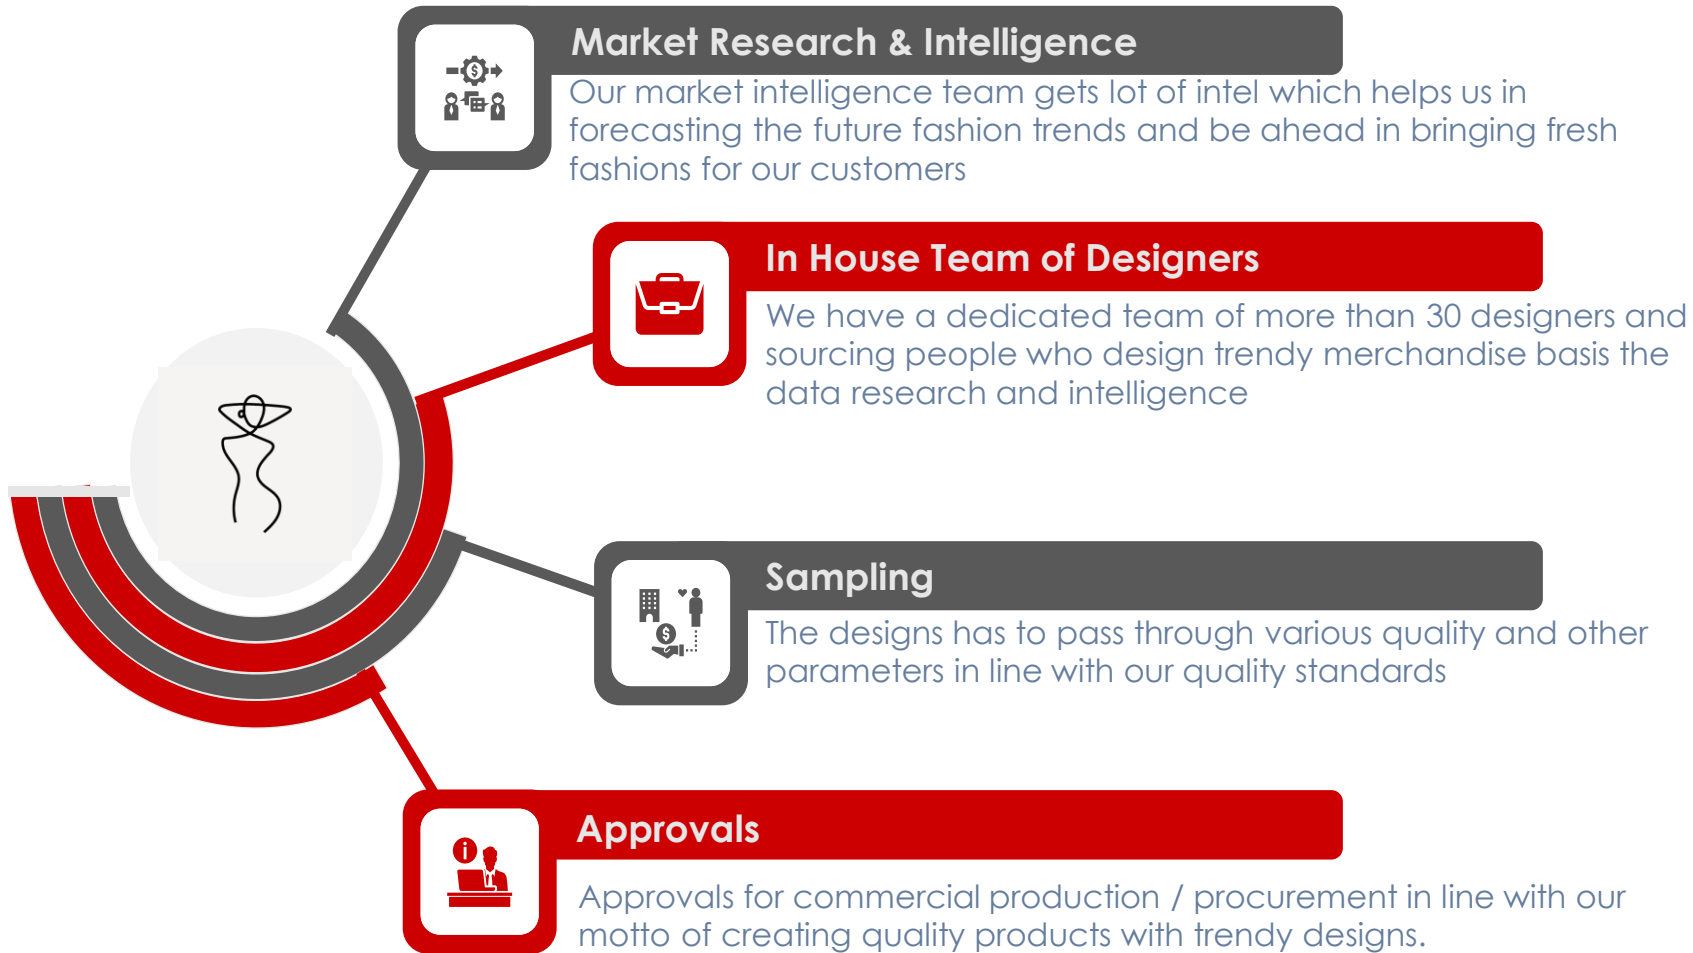 Market Research & Intelligence
Our market intelligence team gets lot of intel which helps us in
forecasting the future fashion trends and be ahead in bringing fresh
fashions for our customers
In House Team of Designers
We have a dedicated team of more than 30 designers and
sourcing people who design trendy merchandise basis the
data research and intelligence
Sampling
The designs has to pass through various quality and other
parameters in line with our quality standards
Approvals
Approvals for commercial production / procurement in line with our
motto of creating quality products with trendy designs.